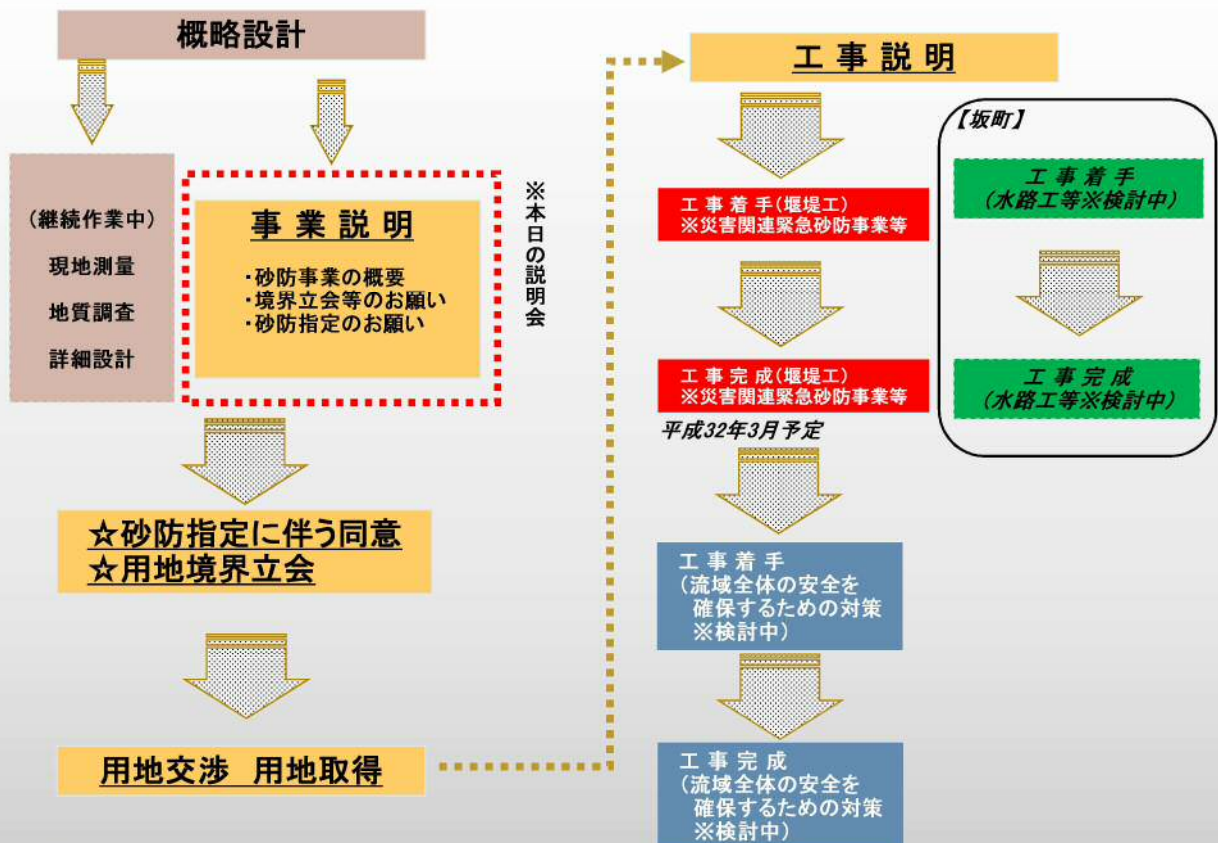 概略設計
(継続作業中)
現地測量
地質調査
詳細設計
事業説明
・砂防事業の概要
・境界立会等のお願い
・砂防指定のお願い
※本日の説明会
☆砂防指定に伴う同意
☆用地境界立会
用地交渉 用地取得
工事説明
工事着手(堰堤工)
※災害関連緊急砂防事業等
工事完成(堰堤工)
※災害関連緊急砂防事業等
平成32年3月予定
工事着手
(流域全体の安全を
確保するための対策
※検討中)
工事完成
(流域全体の安全を
確保するための対策
※検討中)
【坂町】
工事着手
(水路工等※検討中)
工事完成
(水路工等※検討中)